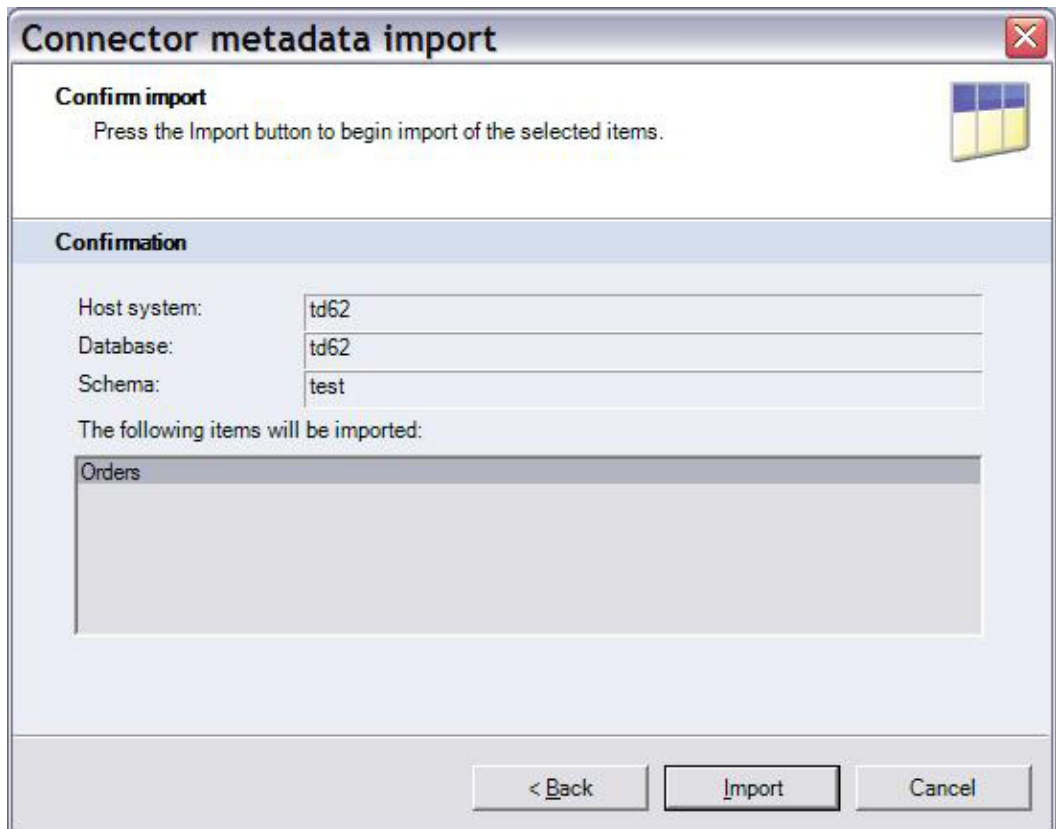 Connector metadata import
Confirm import
Press the Import button to begin import of the selected items.
Confirmation
Host system: td62
Database: td62
Schema: test
The following items will be imported:
Orders
< Back Import Cancel